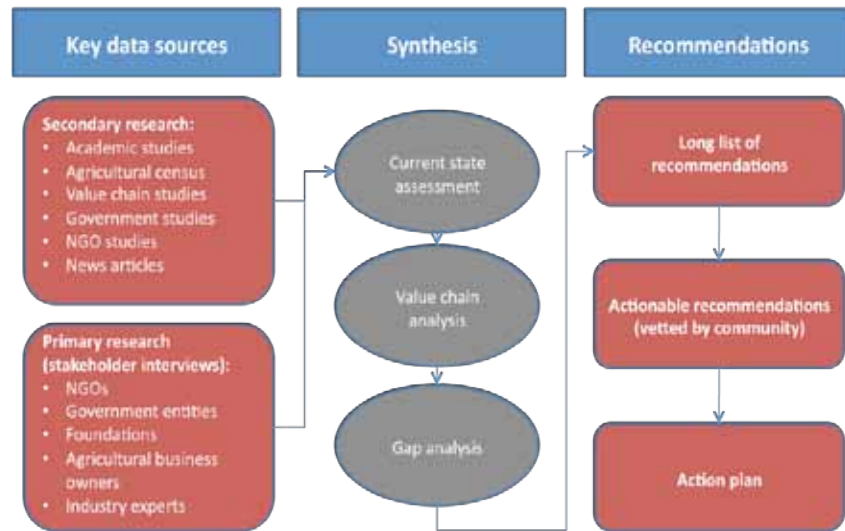 Key data sources
Synthesis
Recommendations
Secondary research:
• Academic studies
• Agricultural census
• Value chain studies
• Government studies
• NGO studies
• News articles
Primary research
(stakeholder interviews):
• NGOs
• Government entities
• Foundations
• Agricultural business
owners
• Industry experts
Current state
assessment
Value chain
analysis
Gap analysis
Long list of
recommendations
Actionable recommendations
(vetted by community)
Action plan